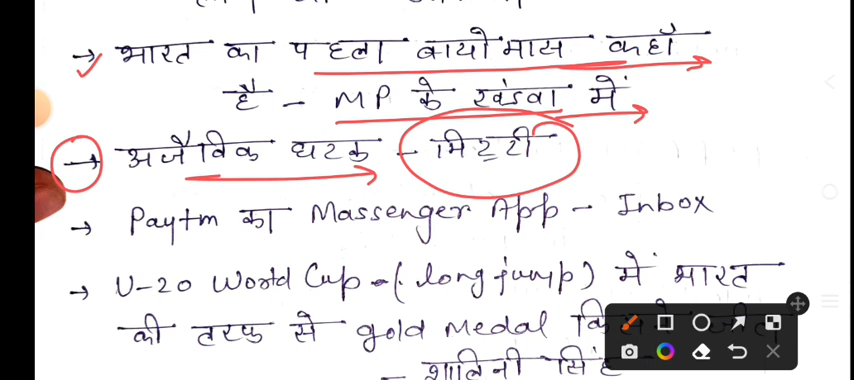 → भारत का पहला बायोमास कहाँ
है - MP के खंडवा में
→ अजैविक घटक - मिट्टी
→ Paytm का Massenger App - Inbox
→ U-20 World Cup - (long jump) में भारत
की तरफ से gold medal
- शालिनी सिंह